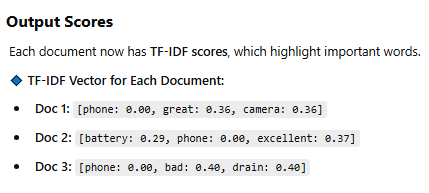 Output Scores
Each document now has TF-IDF scores, which highlight important words.
🔷 TF-IDF Vector for Each Document:
• Doc 1: [phone: 0.00, great: 0.36, camera: 0.36]
• Doc 2: [battery: 0.29, phone: 0.00, excellent: 0.37]
• Doc 3: [phone: 0.00, bad: 0.40, drain: 0.40]